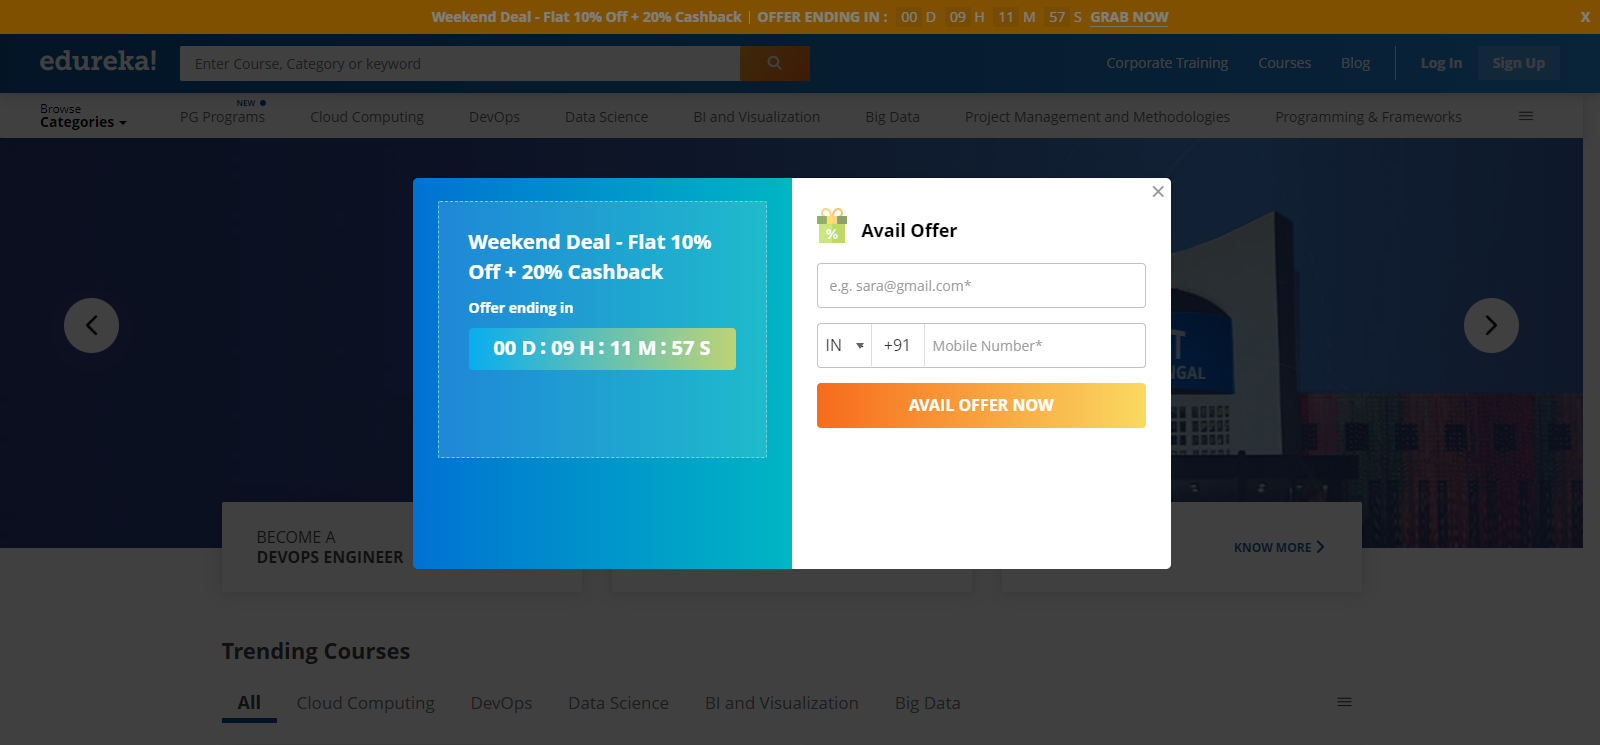 Weekend Deal - Flat 10% Off + 20% Cashback | OFFER ENDING IN : 00 D 09 H 11 M 57 S GRAB NOW X
edureka! Enter Course, Category or keyword Corporate Training Courses Blog Log In Sign Up
Browse
Categories
NEW
PG Programs Cloud Computing DevOps Data Science BI and Visualization Big Data Project Management and Methodologies Programming & Frameworks
Weekend Deal - Flat 10%
Off + 20% Cashback
Offer ending in
00 D : 09 H : 11 M : 57 S
%
Avail Offer
e.g. sara@gmail.com*
IN +91 Mobile Number*
AVAIL OFFER NOW
BECOME A
DEVOPS ENGINEER
KNOW MORE
Trending Courses
All Cloud Computing DevOps Data Science BI and Visualization Big Data